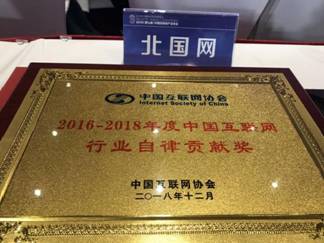 北国网
中国互联网协会
Internet Society of China
2016-2018年度中国互联网
行业自律贡献奖
中国互联网协会
二〇一八年十二月